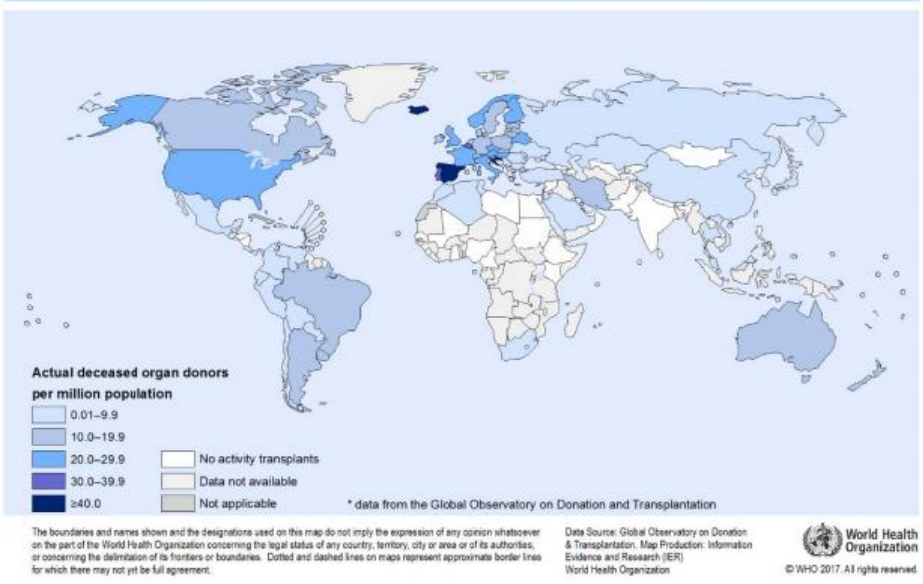 Actual deceased organ donors
per million population
0.01–9.9
10.0–19.9
20.0–29.9
30.0–39.9
≥40.0
No activity transplants
Data not available
Not applicable
* data from the Global Observatory on Donation and Transplantation
The boundaries and names shown and the designations used on this map do not imply the expression of any opinion whatsoever
on the part of the World Health Organization concerning the legal status of any country, territory, city or area or of its authorities,
or concerning the delimitation of its frontiers or boundaries. Dotted and dashed lines on maps represent approximate border lines
for which there may not yet be full agreement.
Data Source: Global Observatory on Donation
& Transplantation. Map Production: Information
Evidence and Research (IER)
World Health Organization
World Health
Organization
© WHO 2017. All rights reserved.